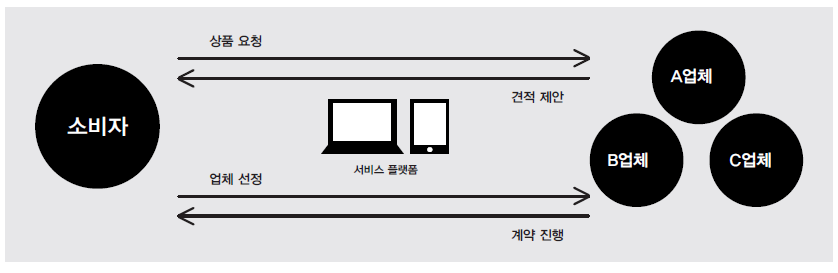 상품 요청
견적 제안
소비자
서비스 플랫폼
A업체
B업체
C업체
업체 선정
계약 진행